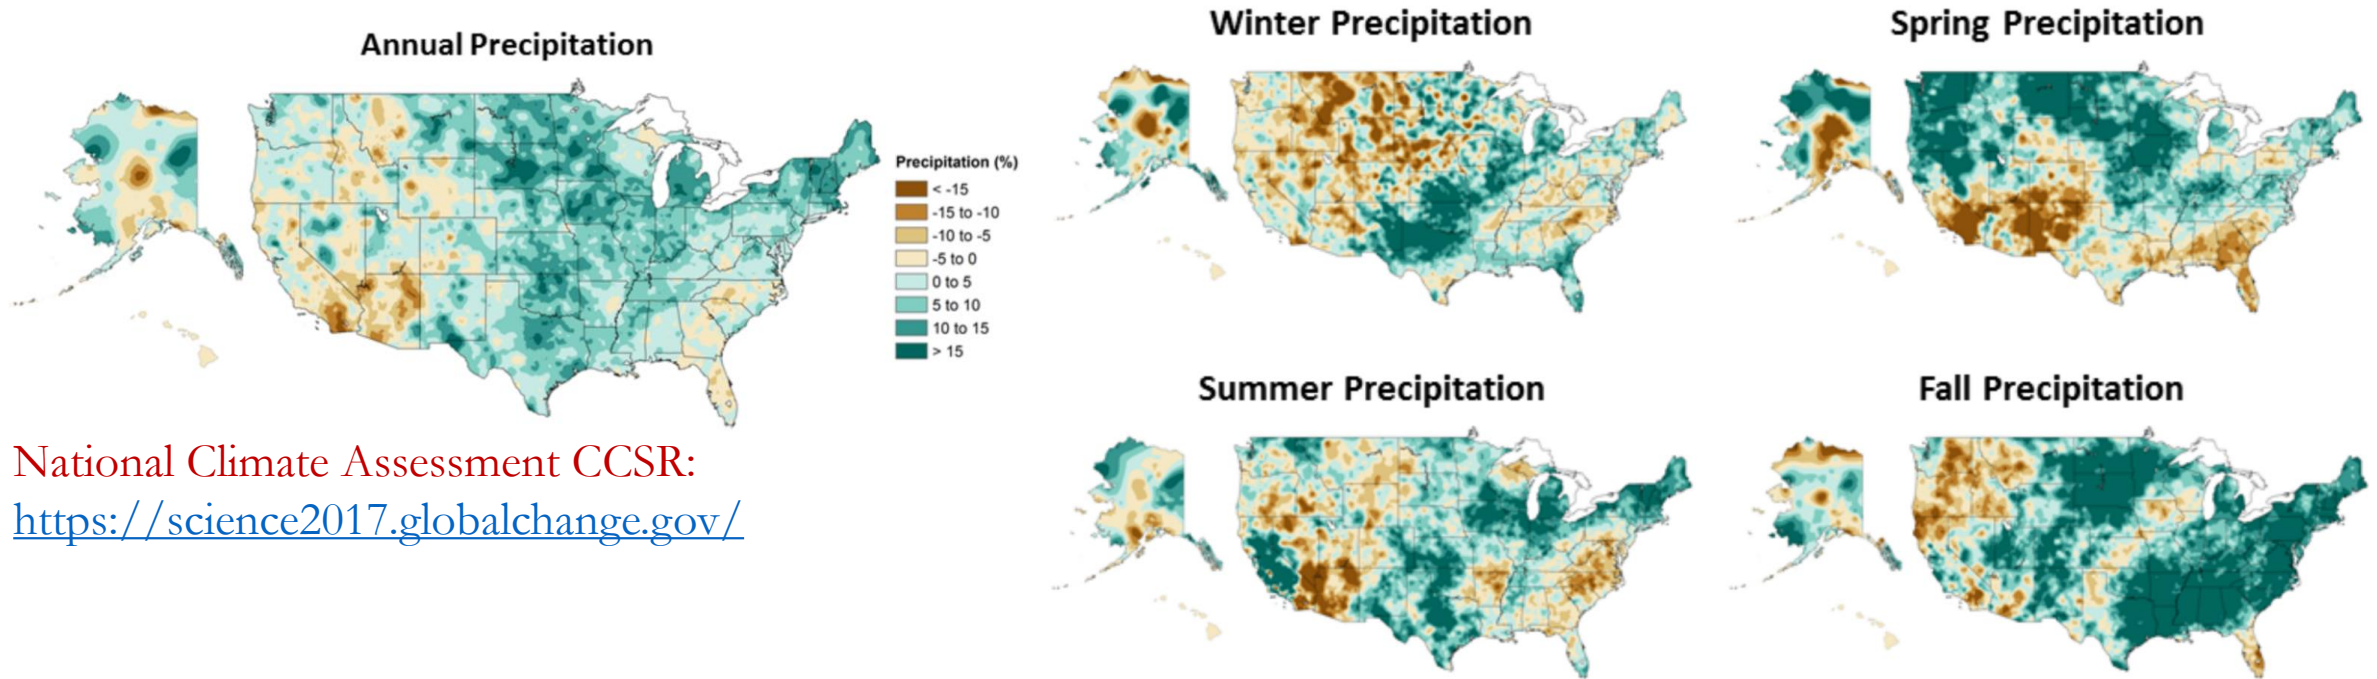 Annual Precipitation
Precipitation (%)
< -15
-15 to -10
-10 to -5
-5 to 0
0 to 5
5 to 10
10 to 15
> 15
National Climate Assessment CCSR:
https://science2017.globalchange.gov/
Winter Precipitation
Spring Precipitation
Summer Precipitation
Fall Precipitation